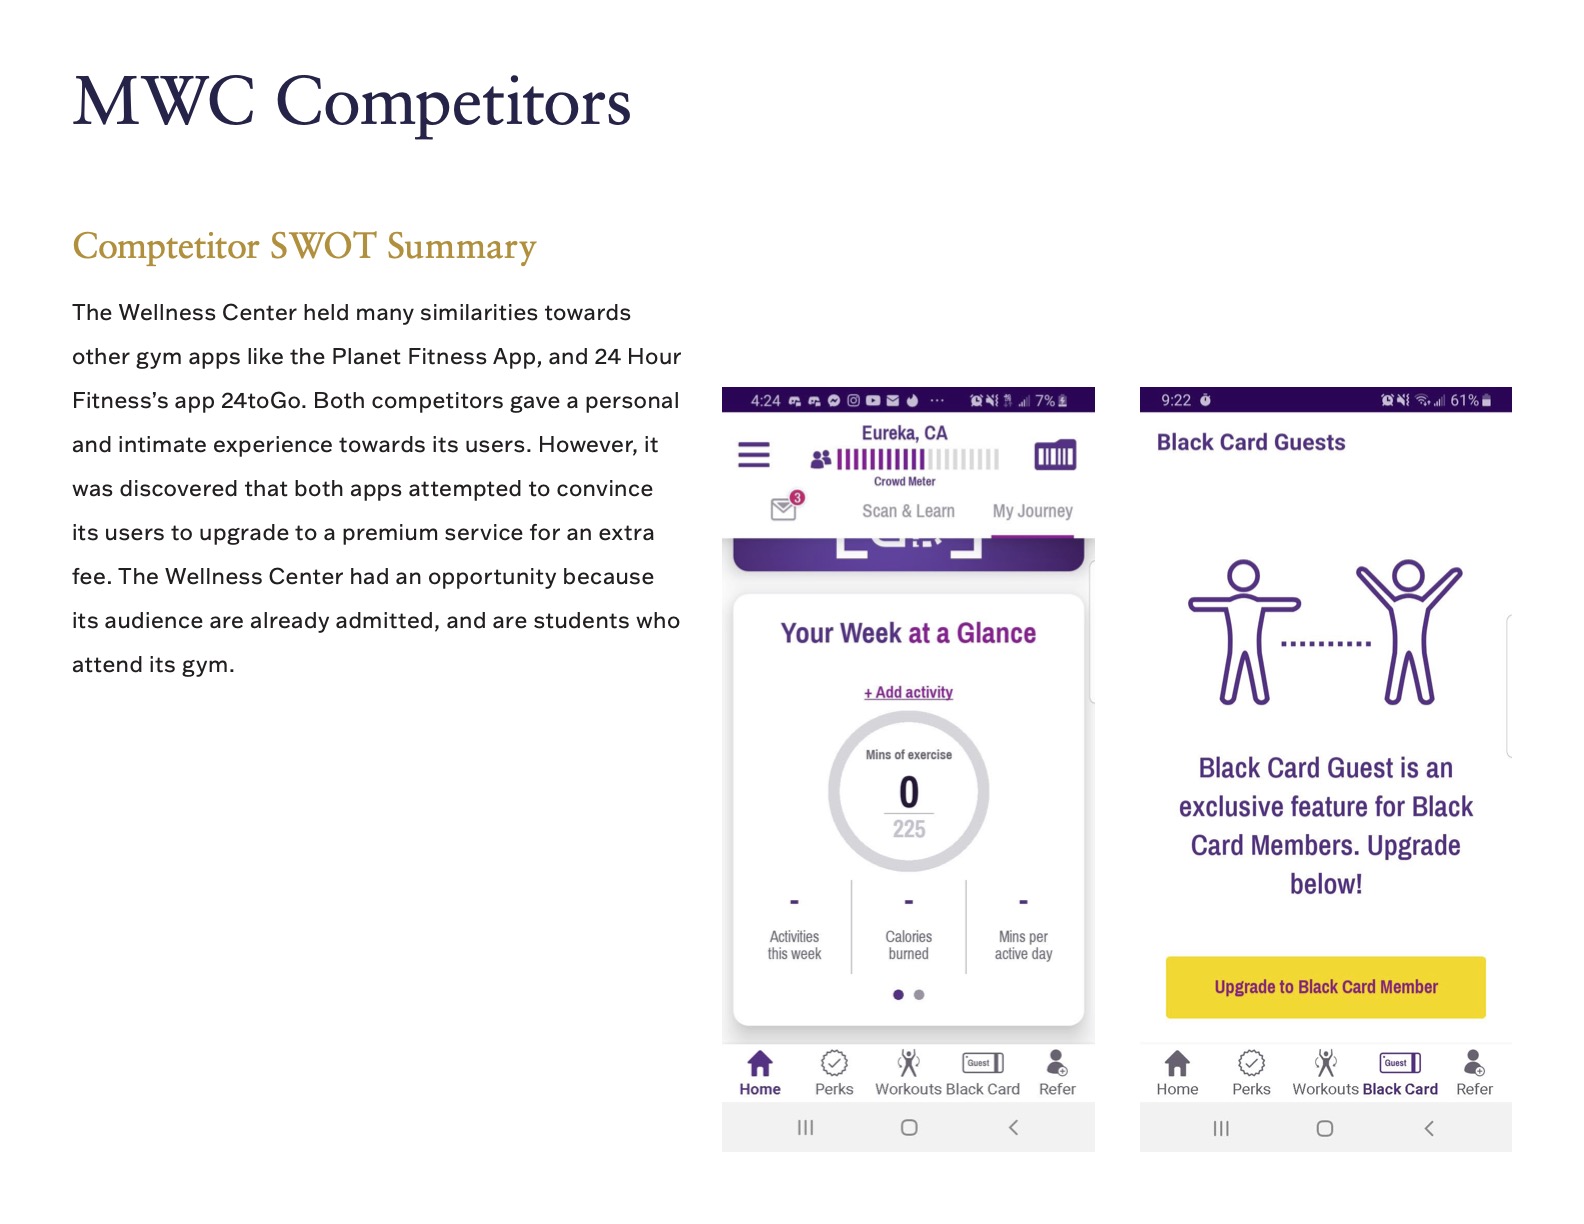 MWC Competitors
Comptetitor SWOT Summary
The Wellness Center held many similarities towards
other gym apps like the Planet Fitness App, and 24 Hour
Fitness’s app 24toGo. Both competitors gave a personal
and intimate experience towards its users. However, it
was discovered that both apps attempted to convince
its users to upgrade to a premium service for an extra
fee. The Wellness Center had an opportunity because
its audience are already admitted, and are students who
attend its gym.
4:24 ··· 7%
Eureka, CA
Crowd Meter
3
Scan & Learn My Journey
Your Week at a Glance
+ Add activity
Mins of exercise
0
225
- - -
Activities Calories Mins per
this week burned active day
Guest
Home Perks Workouts Black Card Refer
9:22 61%
Black Card Guests
Black Card Guest is an
exclusive feature for Black
Card Members. Upgrade
below!
Upgrade to Black Card Member
Guest
Home Perks Workouts Black Card Refer